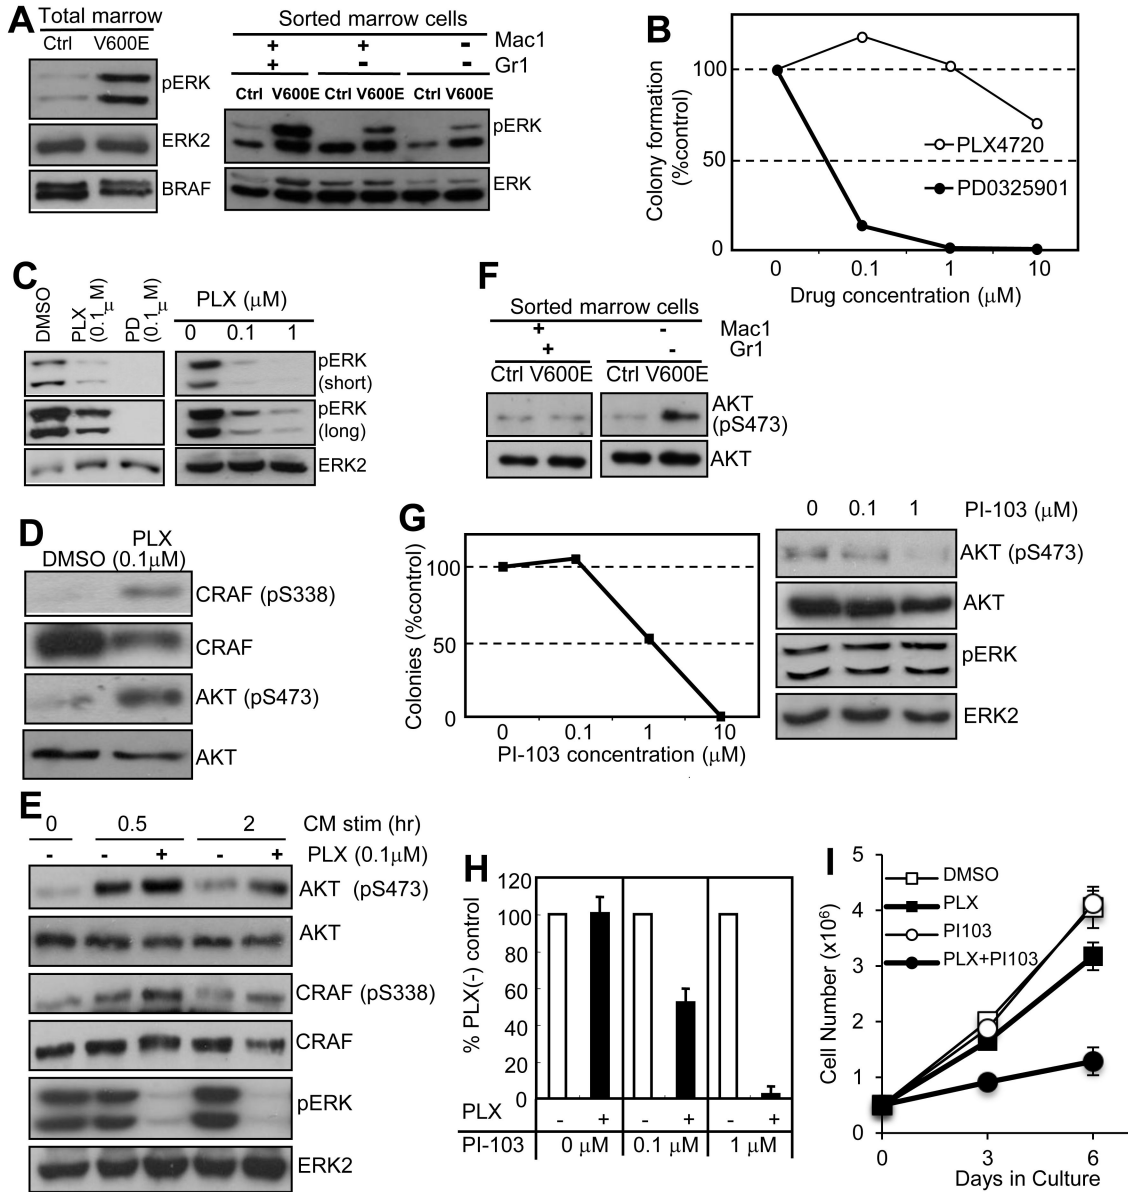 A
Total marrow
Ctrl V600E
pERK
ERK2
BRAF
Sorted marrow cells
+ + - Mac1
+ - - Gr1
Ctrl V600E Ctrl V600E Ctrl V600E
pERK
ERK
B
Colony formation
(%control)
100
50
0
PLX4720
PD0325901
0 0.1 1 10
Drug concentration (μM)
C
DMSO
PLX
(0.1 μM)
PD
(0.1 μM)
PLX (μM)
0 0.1 1
pERK
(short)
pERK
(long)
ERK2
D
PLX
DMSO (0.1μM)
CRAF (pS338)
CRAF
AKT (pS473)
AKT
E
0 0.5 2 CM stim (hr)
- - + - + PLX (0.1μM)
AKT (pS473)
AKT
CRAF (pS338)
CRAF
pERK
ERK2
F
Sorted marrow cells
+ - Mac1
+ - Gr1
Ctrl V600E Ctrl V600E
AKT
(pS473)
AKT
G
Colonies (%control)
100
50
0
0 0.1 1 10
PI-103 concentration (μM)
0 0.1 1 PI-103 (μM)
AKT (pS473)
AKT
pERK
ERK2
H
% PLX(-) control
120
100
80
60
40
20
0
PLX - + - + - +
PI-103 0 μM 0.1 μM 1 μM
I
Cell Number (x10⁶)
5
4
3
2
1
0
DMSO
PLX
PI103
PLX+PI103
0 3 6
Days in Culture